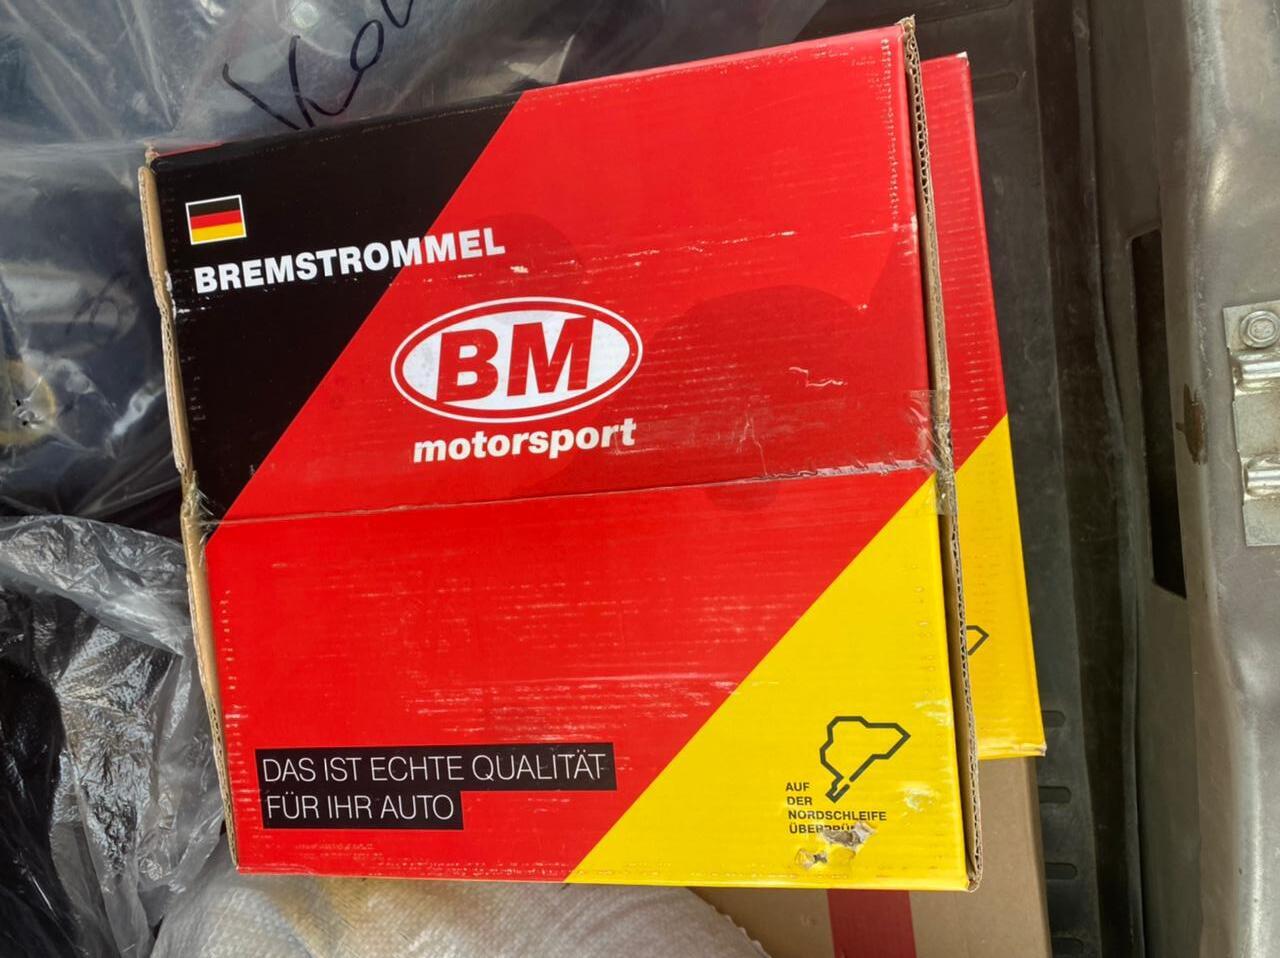 BREMSTROMMEL
BM
motorsport
DAS IST ECHTE QUALITÄT
FÜR IHR AUTO
AUF
DER
NORDSCHLEIFE